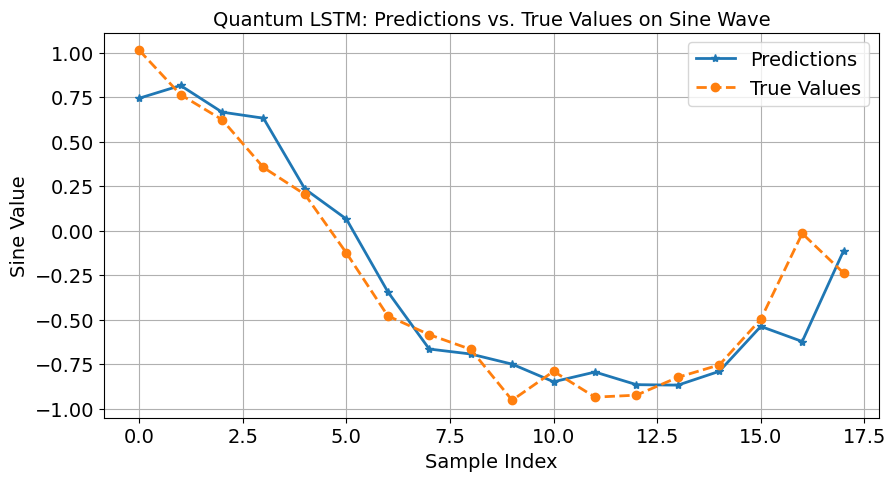 Quantum LSTM: Predictions vs. True Values on Sine Wave
Predictions
True Values
Sine Value
1.00
0.75
0.50
0.25
0.00
−0.25
−0.50
−0.75
−1.00
0.0 2.5 5.0 7.5 10.0 12.5 15.0 17.5
Sample Index